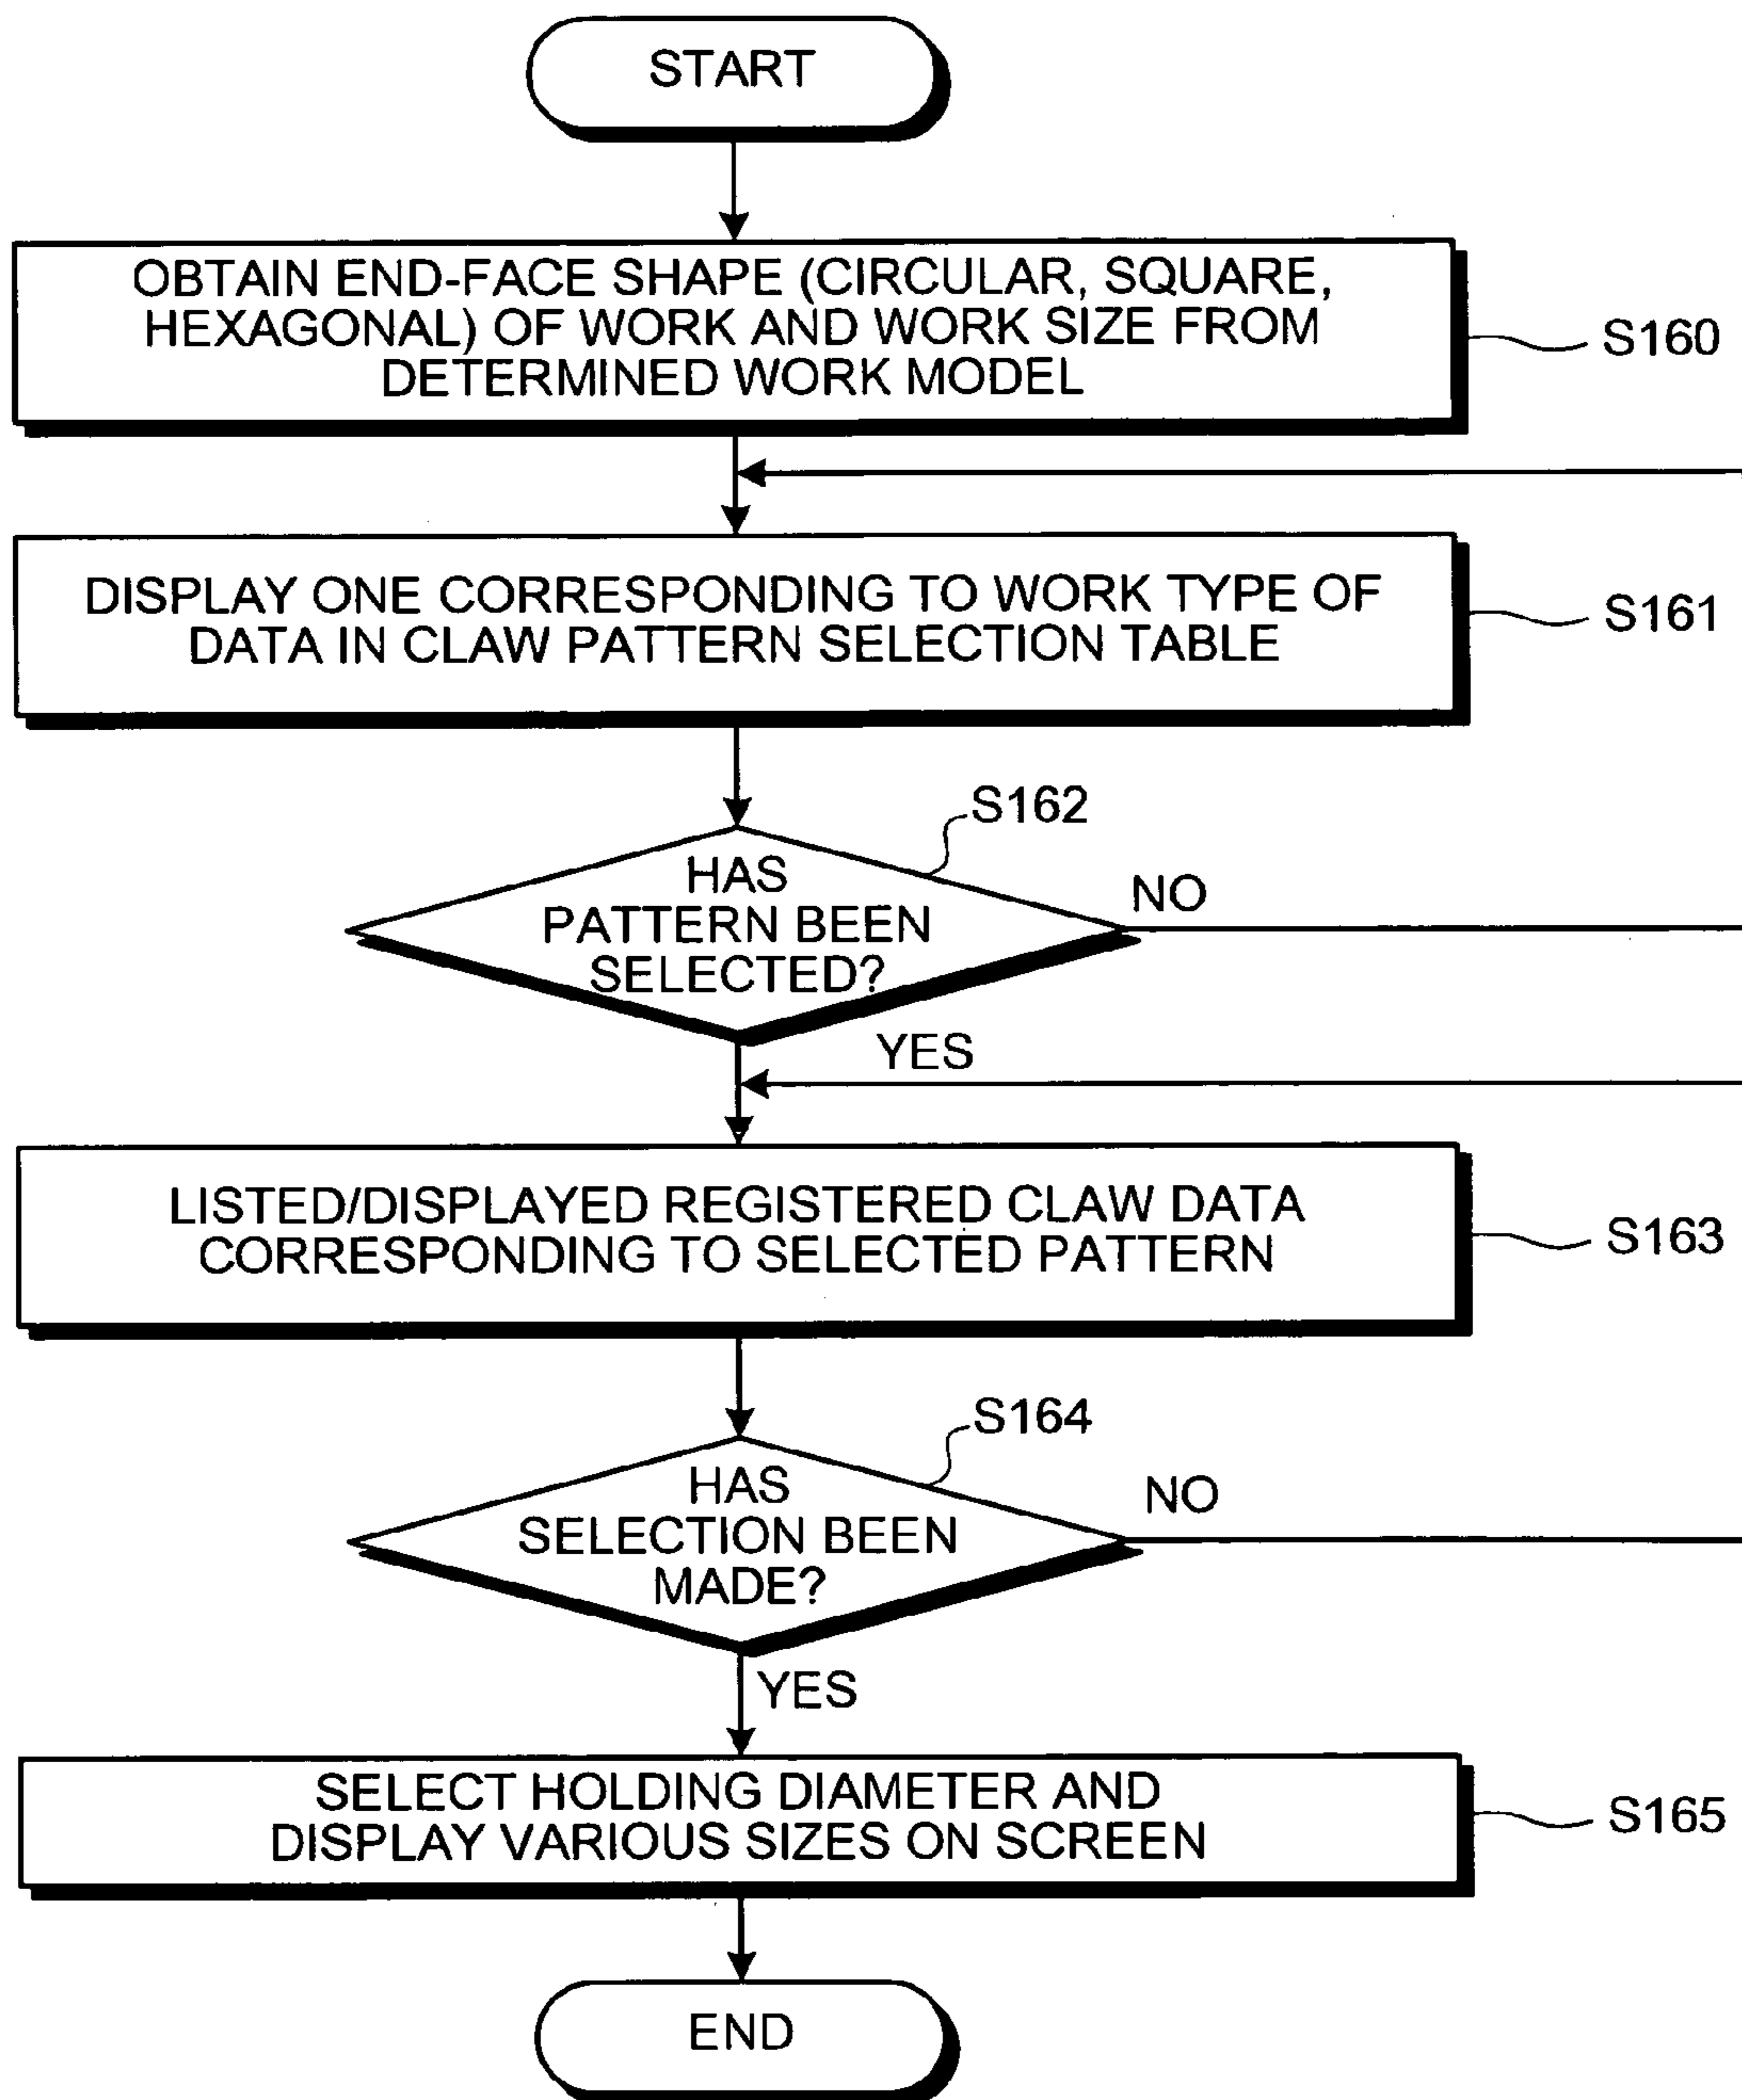 START
OBTAIN END-FACE SHAPE (CIRCULAR, SQUARE,
HEXAGONAL) OF WORK AND WORK SIZE FROM
DETERMINED WORK MODEL
S160
DISPLAY ONE CORRESPONDING TO WORK TYPE OF
DATA IN CLAW PATTERN SELECTION TABLE
S161
S162
HAS
PATTERN BEEN
SELECTED?
NO
YES
LISTED/DISPLAYED REGISTERED CLAW DATA
CORRESPONDING TO SELECTED PATTERN
S163
S164
HAS
SELECTION BEEN
MADE?
NO
YES
SELECT HOLDING DIAMETER AND
DISPLAY VARIOUS SIZES ON SCREEN
S165
END